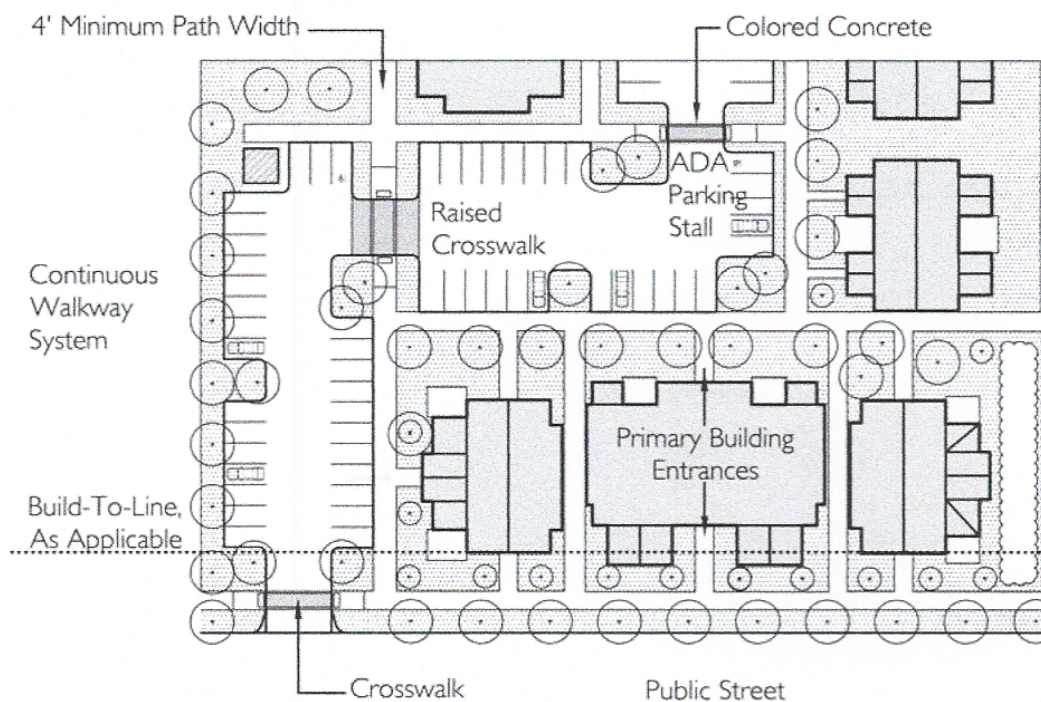 4' Minimum Path Width
Colored Concrete
ADA
Parking
Stall
Raised
Crosswalk
Continuous
Walkway
System
Primary Building
Entrances
Build-To-Line,
As Applicable
Crosswalk
Public Street